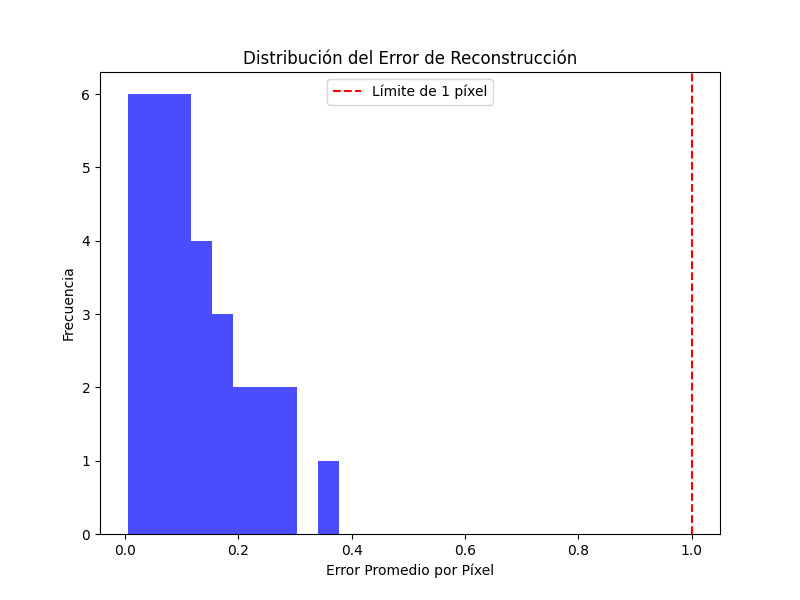 Distribución del Error de Reconstrucción
Límite de 1 píxel
Frecuencia
6
5
4
3
2
1
0
0.0 0.2 0.4 0.6 0.8 1.0
Error Promedio por Píxel